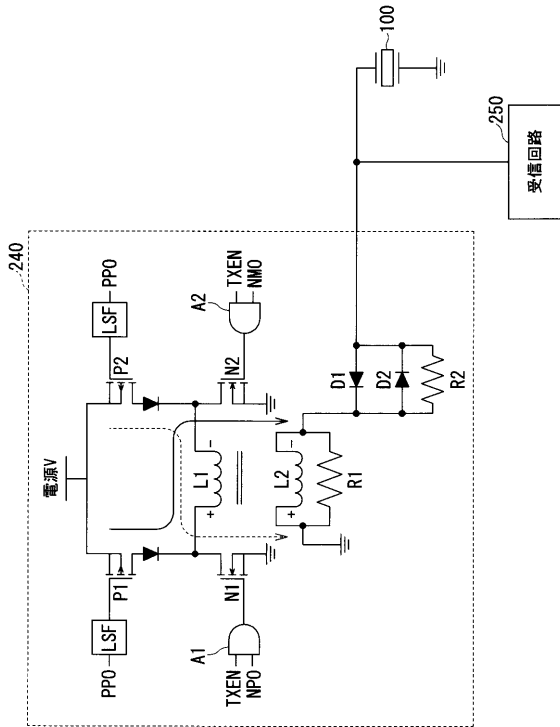 240
電源V
PPO
LSF
P1
P2
LSF
PPO
TXEN
NPO
A1
N1
L1
+
-
N2
A2
TXEN
NMO
L2
+
-
R1
D1
D2
R2
100
250
受信回路